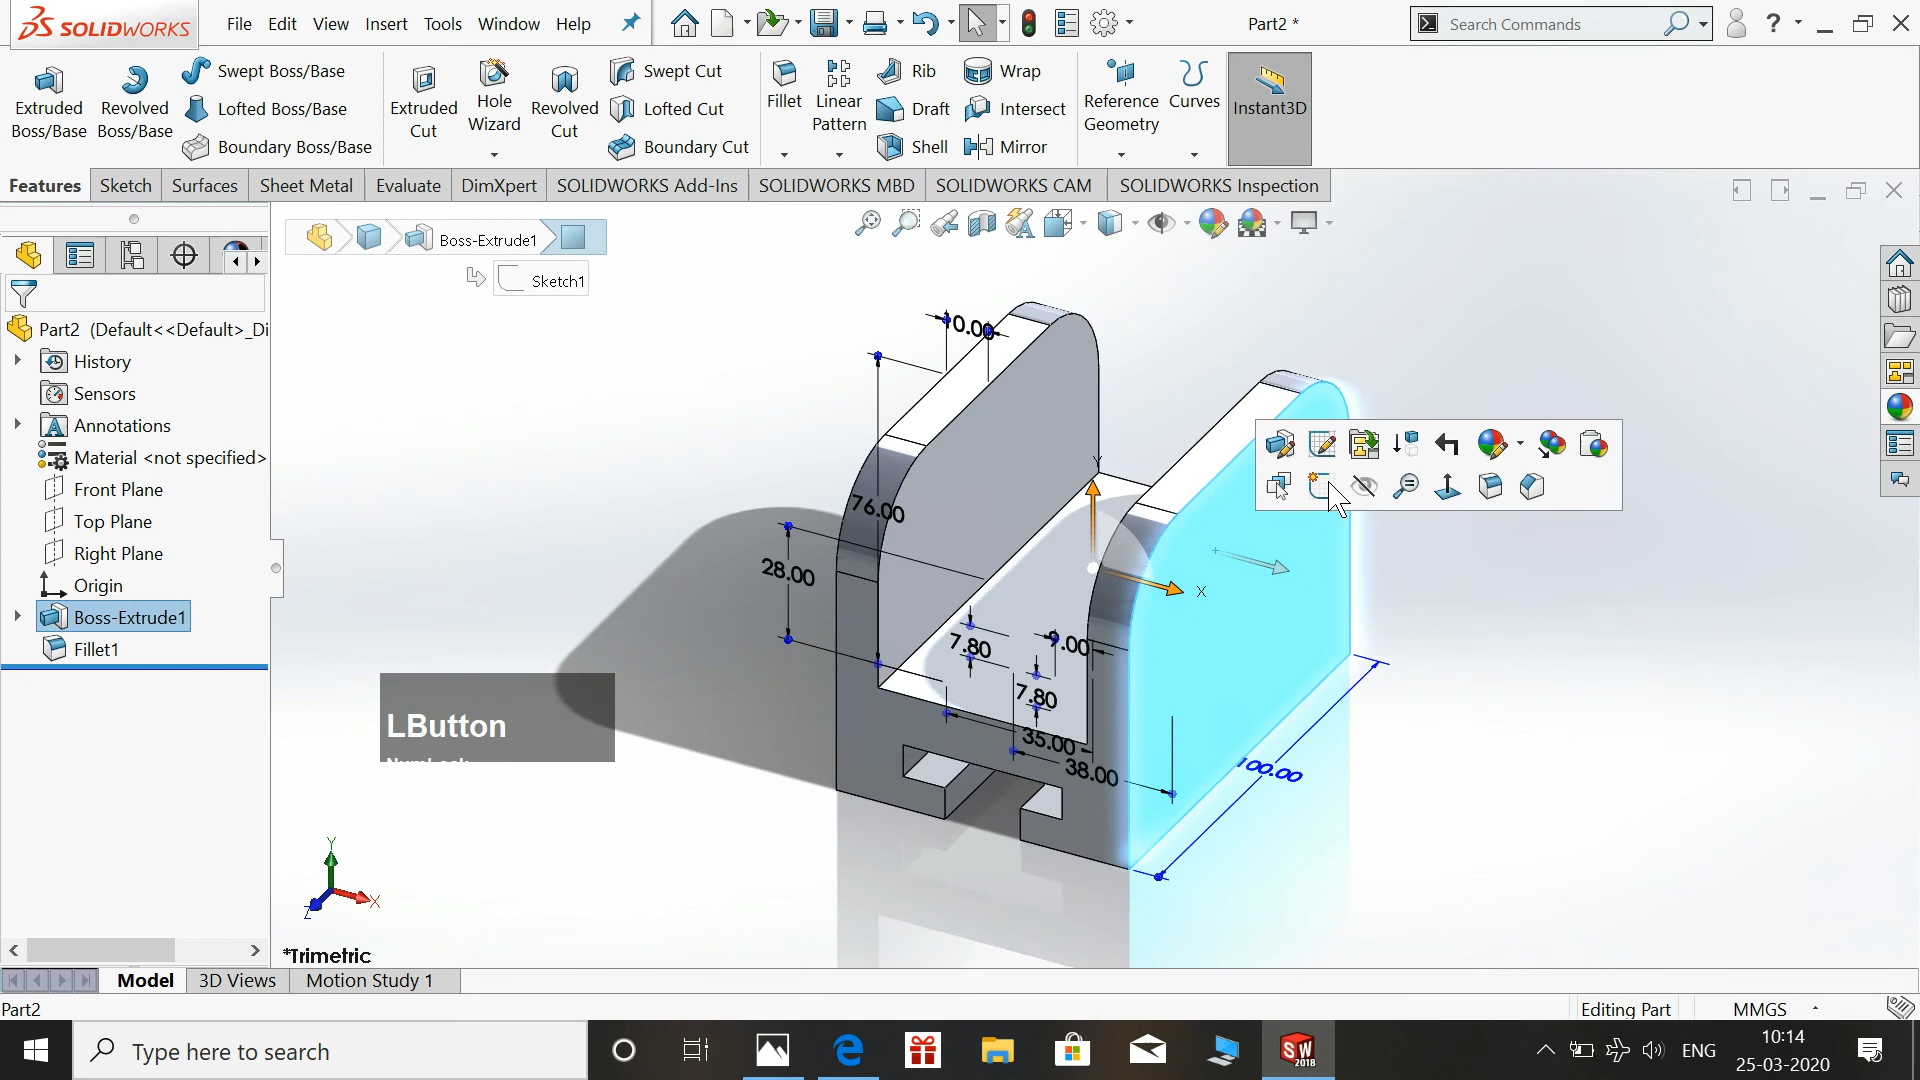 SOLIDWORKS
File Edit View Insert Tools Window Help
Part2 *
Search Commands
?
Extruded Boss/Base
Revolved Boss/Base
Swept Boss/Base
Lofted Boss/Base
Boundary Boss/Base
Extruded Cut
Hole Wizard
Revolved Cut
Swept Cut
Lofted Cut
Boundary Cut
Fillet
Linear Pattern
Rib
Draft
Shell
Wrap
Intersect
Mirror
Reference Geometry
Curves
Instant3D
Features Sketch Surfaces Sheet Metal Evaluate DimXpert SOLIDWORKS Add-Ins SOLIDWORKS MBD SOLIDWORKS CAM SOLIDWORKS Inspection
Boss-Extrude1
Sketch1
Part2 (Default<<Default>_Di
History
Sensors
Annotations
Material <not specified>
Front Plane
Top Plane
Right Plane
Origin
Boss-Extrude1
Fillet1
0.00
76.00
28.00
7.80
9.00
7.80
35.00
38.00
100.00
Y
X
LButton
Y
X
Z
*Trimetric
Model 3D Views Motion Study 1
Part2
Editing Part
MMGS
Type here to search
SW
2018
ENG
10:14
25-03-2020